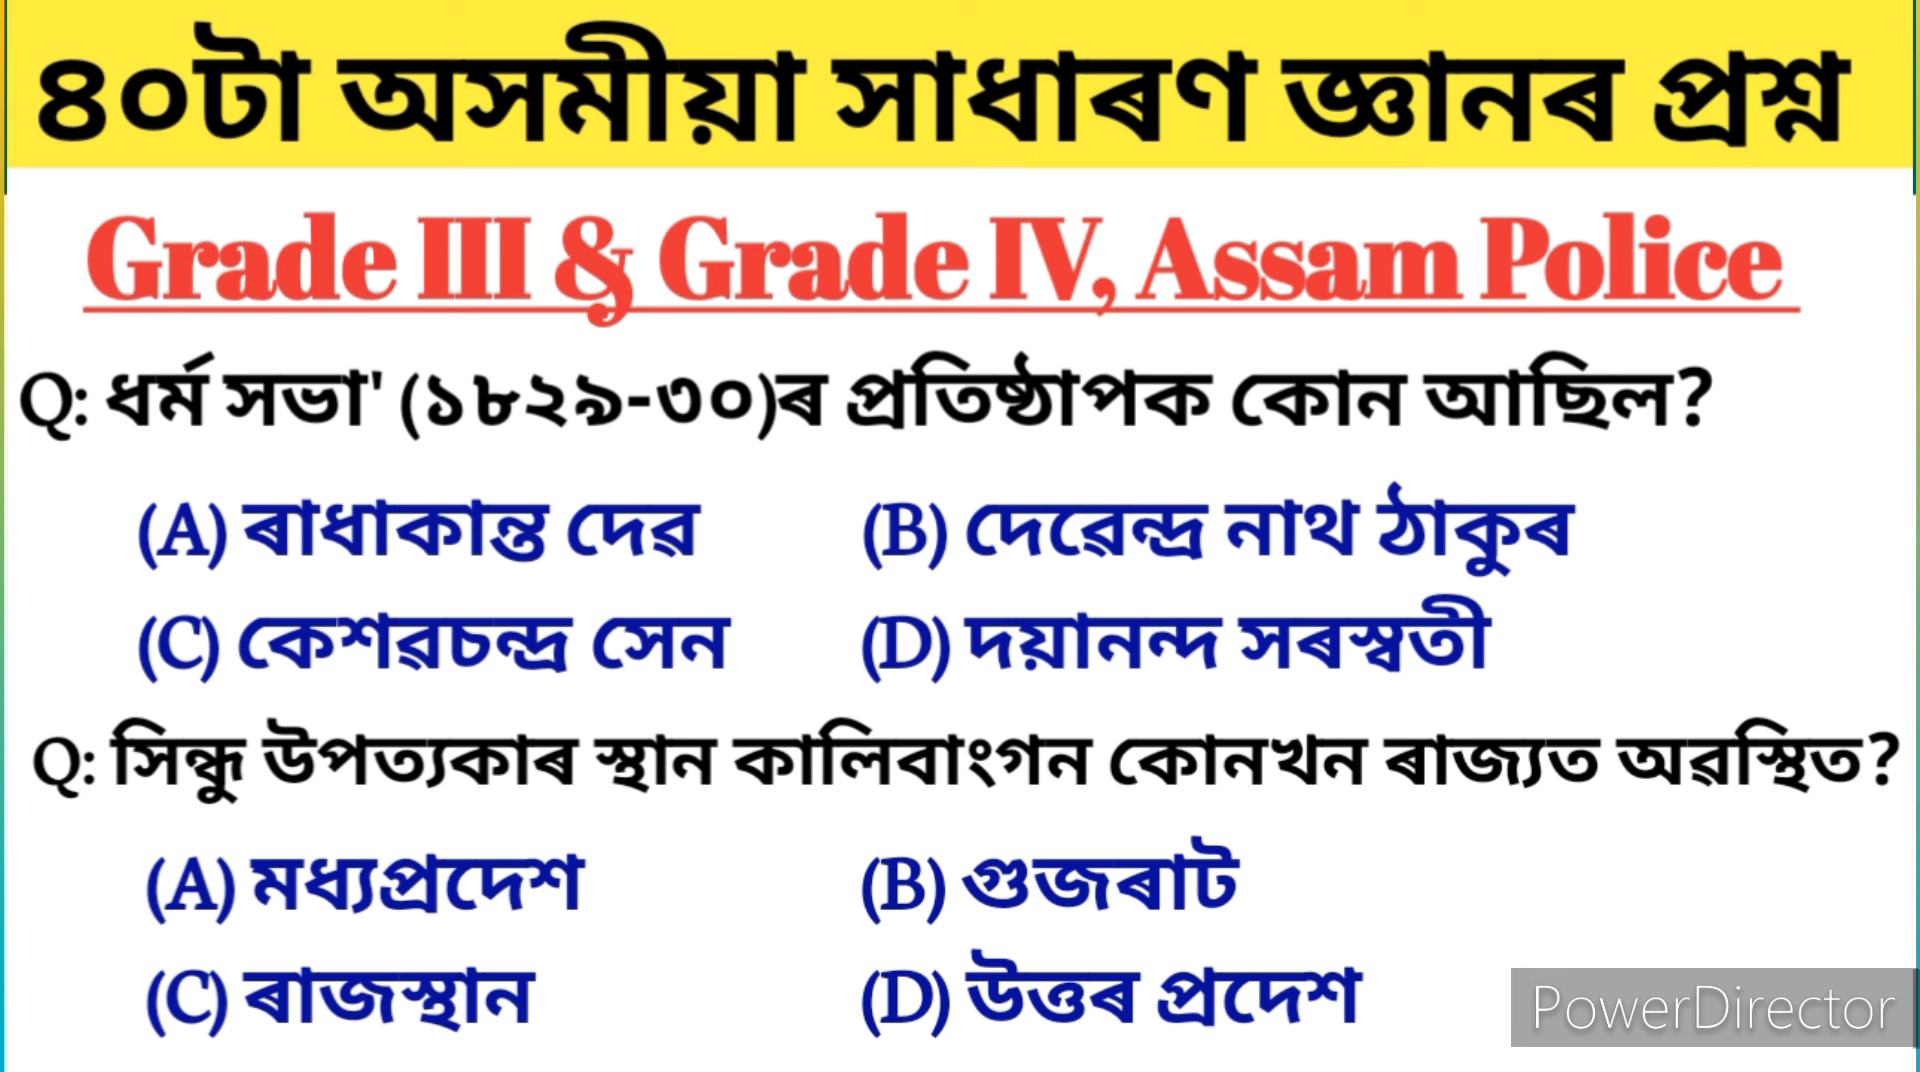 ৪০টা অসমীয়া সাধাৰণ জ্ঞানৰ প্ৰশ্ন
Grade III & Grade IV, Assam Police
Q: ধৰ্ম সভা' (১৮২৯-৩০)ৰ প্ৰতিষ্ঠাপক কোন আছিল?
(A) ৰাধাকান্ত দেৱ (B) দেৱেন্দ্ৰ নাথ ঠাকুৰ
(C) কেশৱচন্দ্ৰ সেন (D) দয়ানন্দ সৰস্বতী
Q: সিন্ধু উপত্যকাৰ স্থান কালিবাংগন কোনখন ৰাজ্যত অৱস্থিত?
(A) মধ্যপ্ৰদেশ (B) গুজৰাট
(C) ৰাজস্থান (D) উত্তৰ প্ৰদেশ
PowerDirector